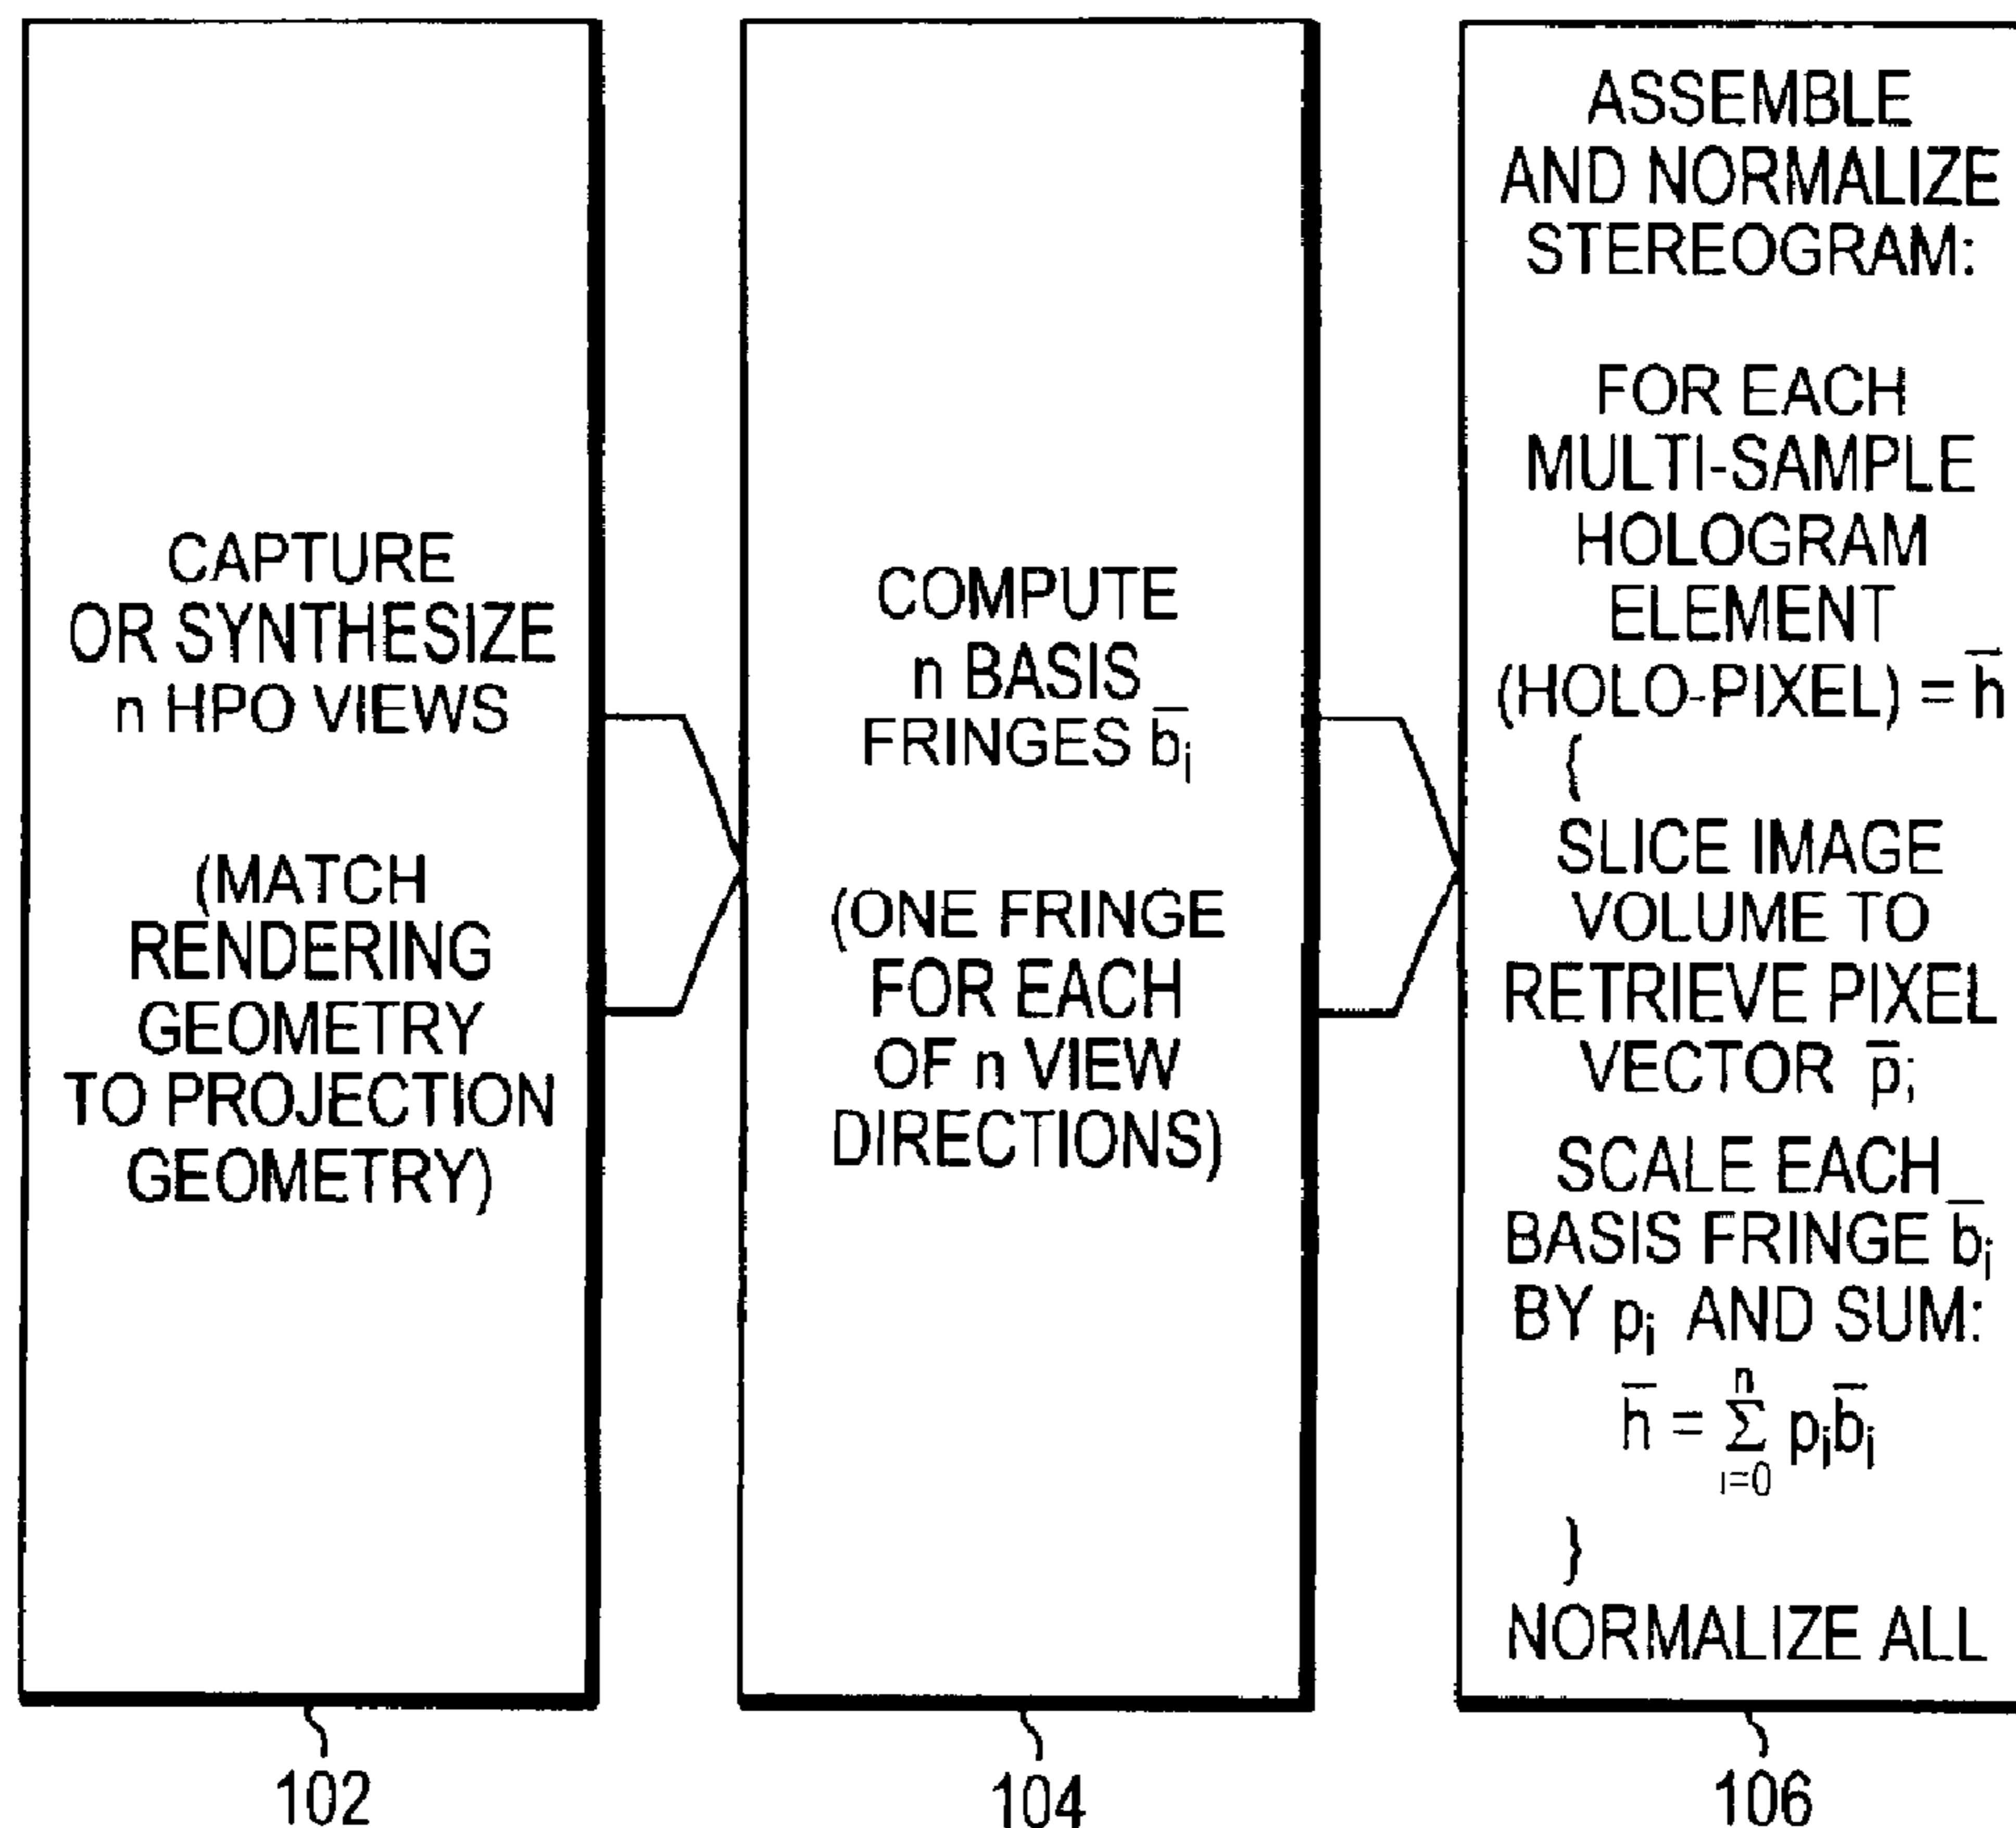 CAPTURE
OR SYNTHESIZE
n HPO VIEWS
(MATCH
RENDERING
GEOMETRY
TO PROJECTION
GEOMETRY)
102
COMPUTE
n BASIS
FRINGES b̄ᵢ
(ONE FRINGE
FOR EACH
OF n VIEW
DIRECTIONS)
104
ASSEMBLE
AND NORMALIZE
STEREOGRAM:
FOR EACH
MULTI-SAMPLE
HOLOGRAM
ELEMENT
(HOLO-PIXEL) = h̄
{
SLICE IMAGE
VOLUME TO
RETRIEVE PIXEL
VECTOR p̄;
SCALE EACH
BASIS FRINGE b̄ᵢ
BY pᵢ AND SUM:
h̄ = Σ pᵢb̄ᵢ
n
i=0
}
NORMALIZE ALL
106